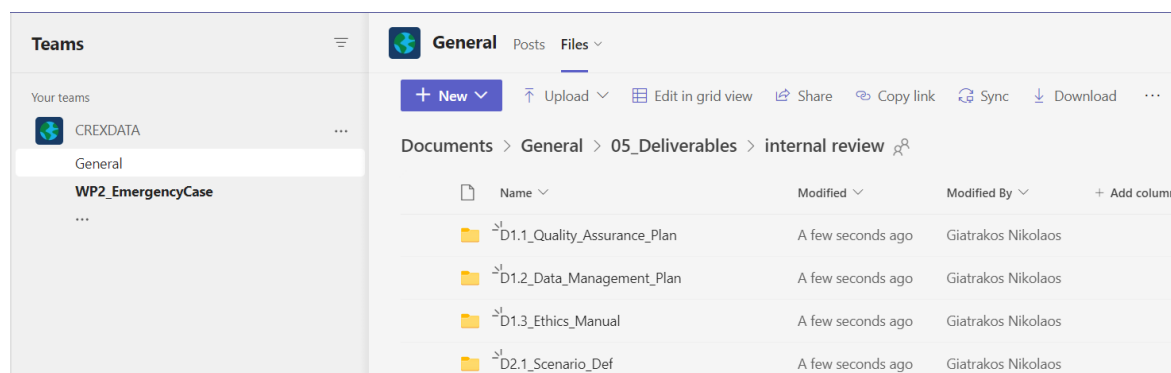 Teams
General Posts Files
Your teams
CREXDATA
General
WP2_EmergencyCase
...
+ New Upload Edit in grid view Share Copy link Sync Download ...
Documents > General > 05_Deliverables > internal review
Name Modified Modified By + Add colum
D1.1_Quality_Assurance_Plan A few seconds ago Giatrakos Nikolaos
D1.2_Data_Management_Plan A few seconds ago Giatrakos Nikolaos
D1.3_Ethics_Manual A few seconds ago Giatrakos Nikolaos
D2.1_Scenario_Def A few seconds ago Giatrakos Nikolaos